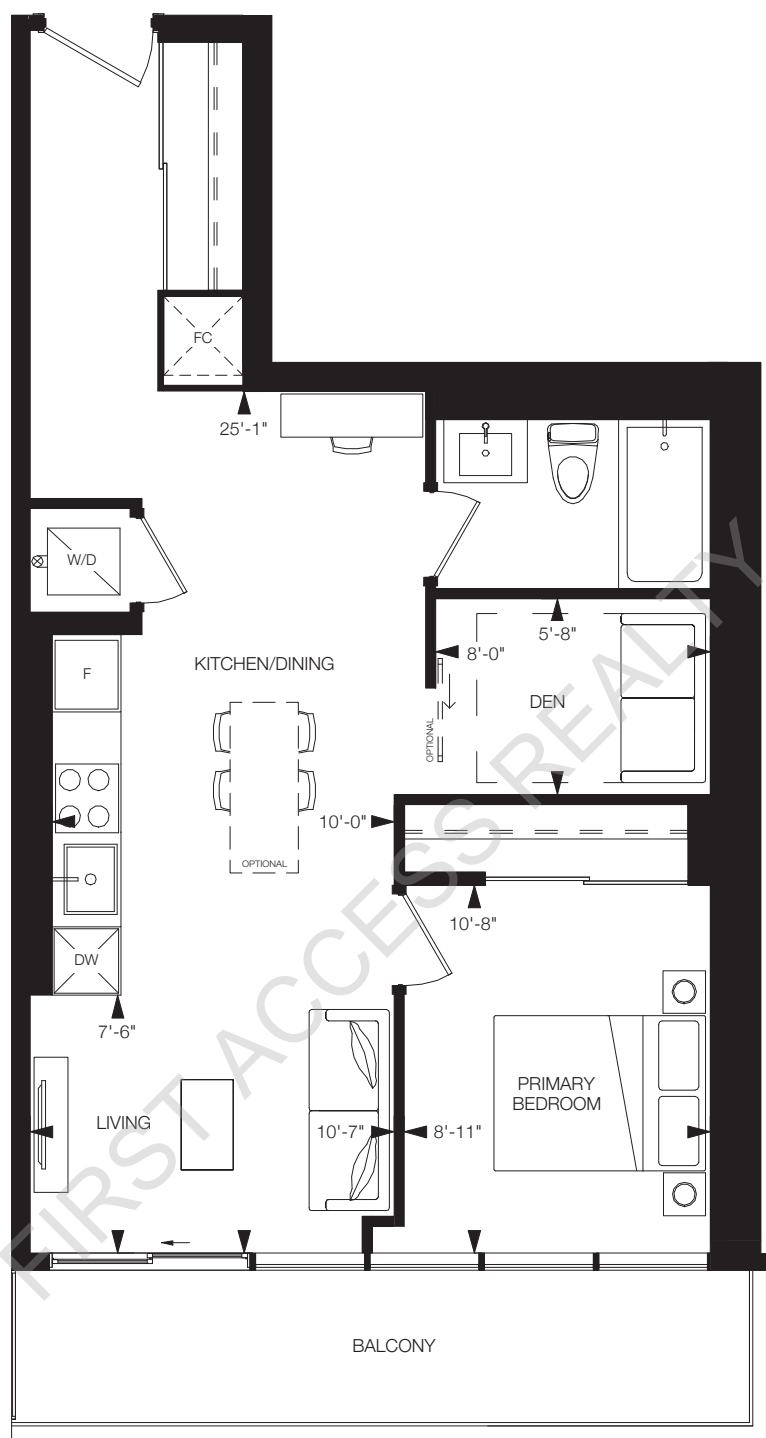 FC
25'-1"
W/D
5'-8"
8'-0"
KITCHEN/DINING
F
DEN
OPTIONAL
10'-0"
OPTIONAL
10'-8"
DW
7'-6"
PRIMARY
BEDROOM
LIVING
10'-7"
8'-11"
BALCONY
FIRST ACCESS REALTY